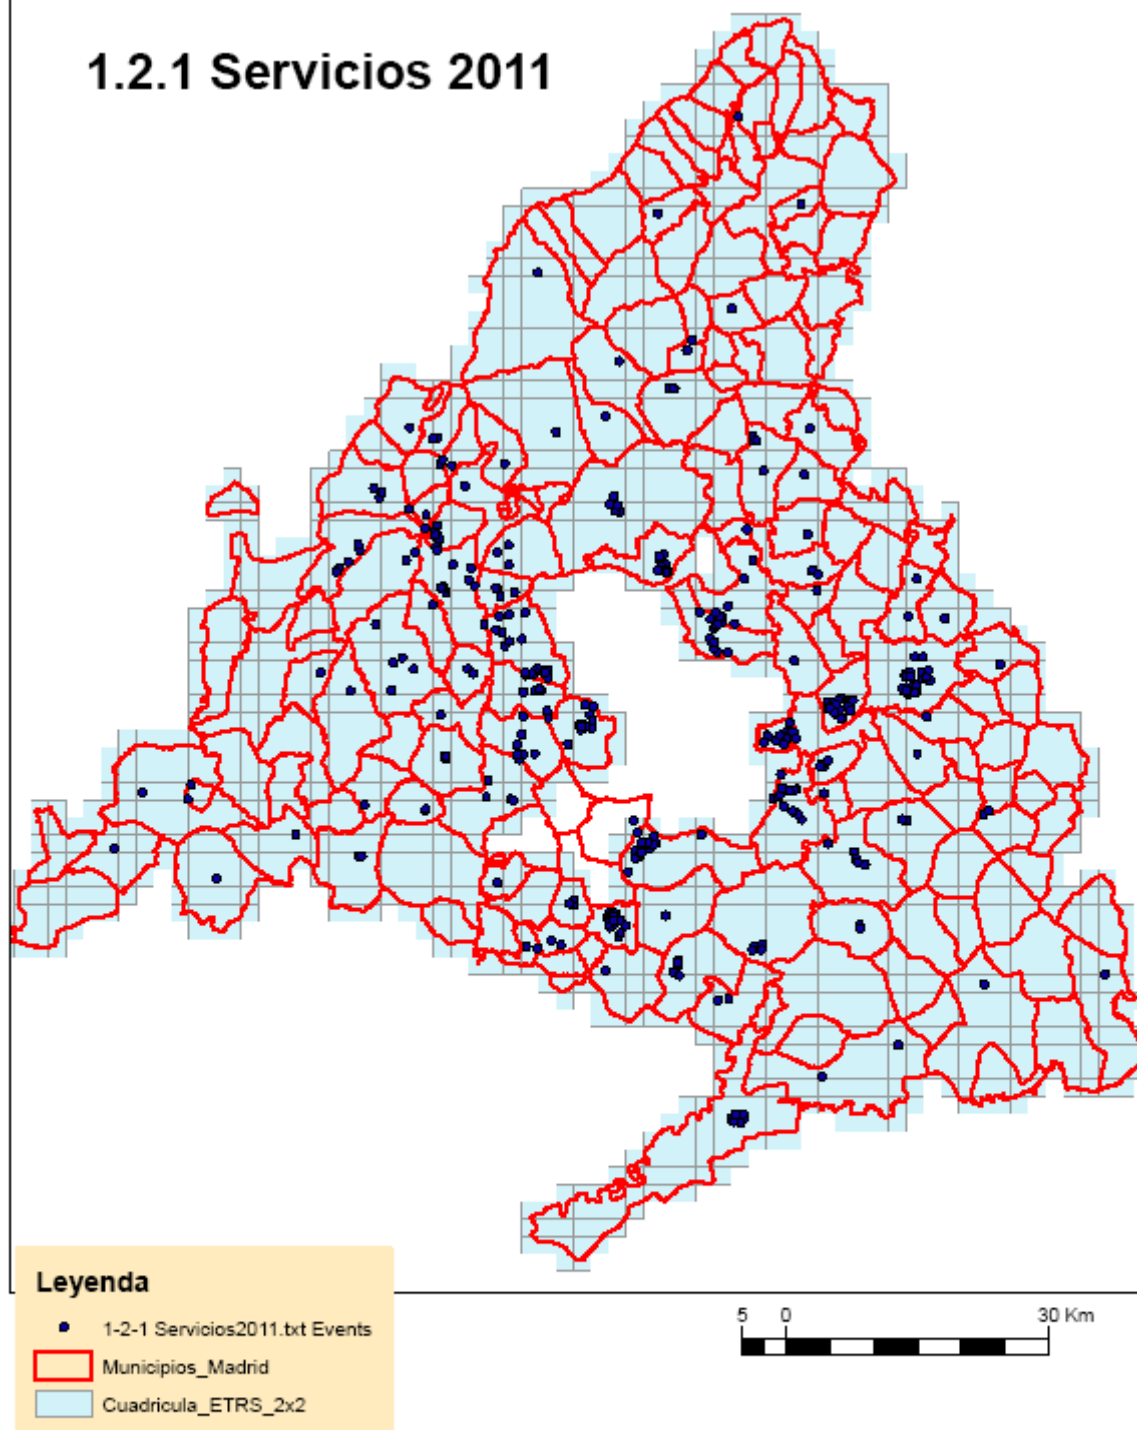 1.2.1 Servicios 2011
Leyenda
1-2-1 Servicios2011.txt Events
Municipios_Madrid
Cuadricula_ETRS_2x2
5 0 30 Km